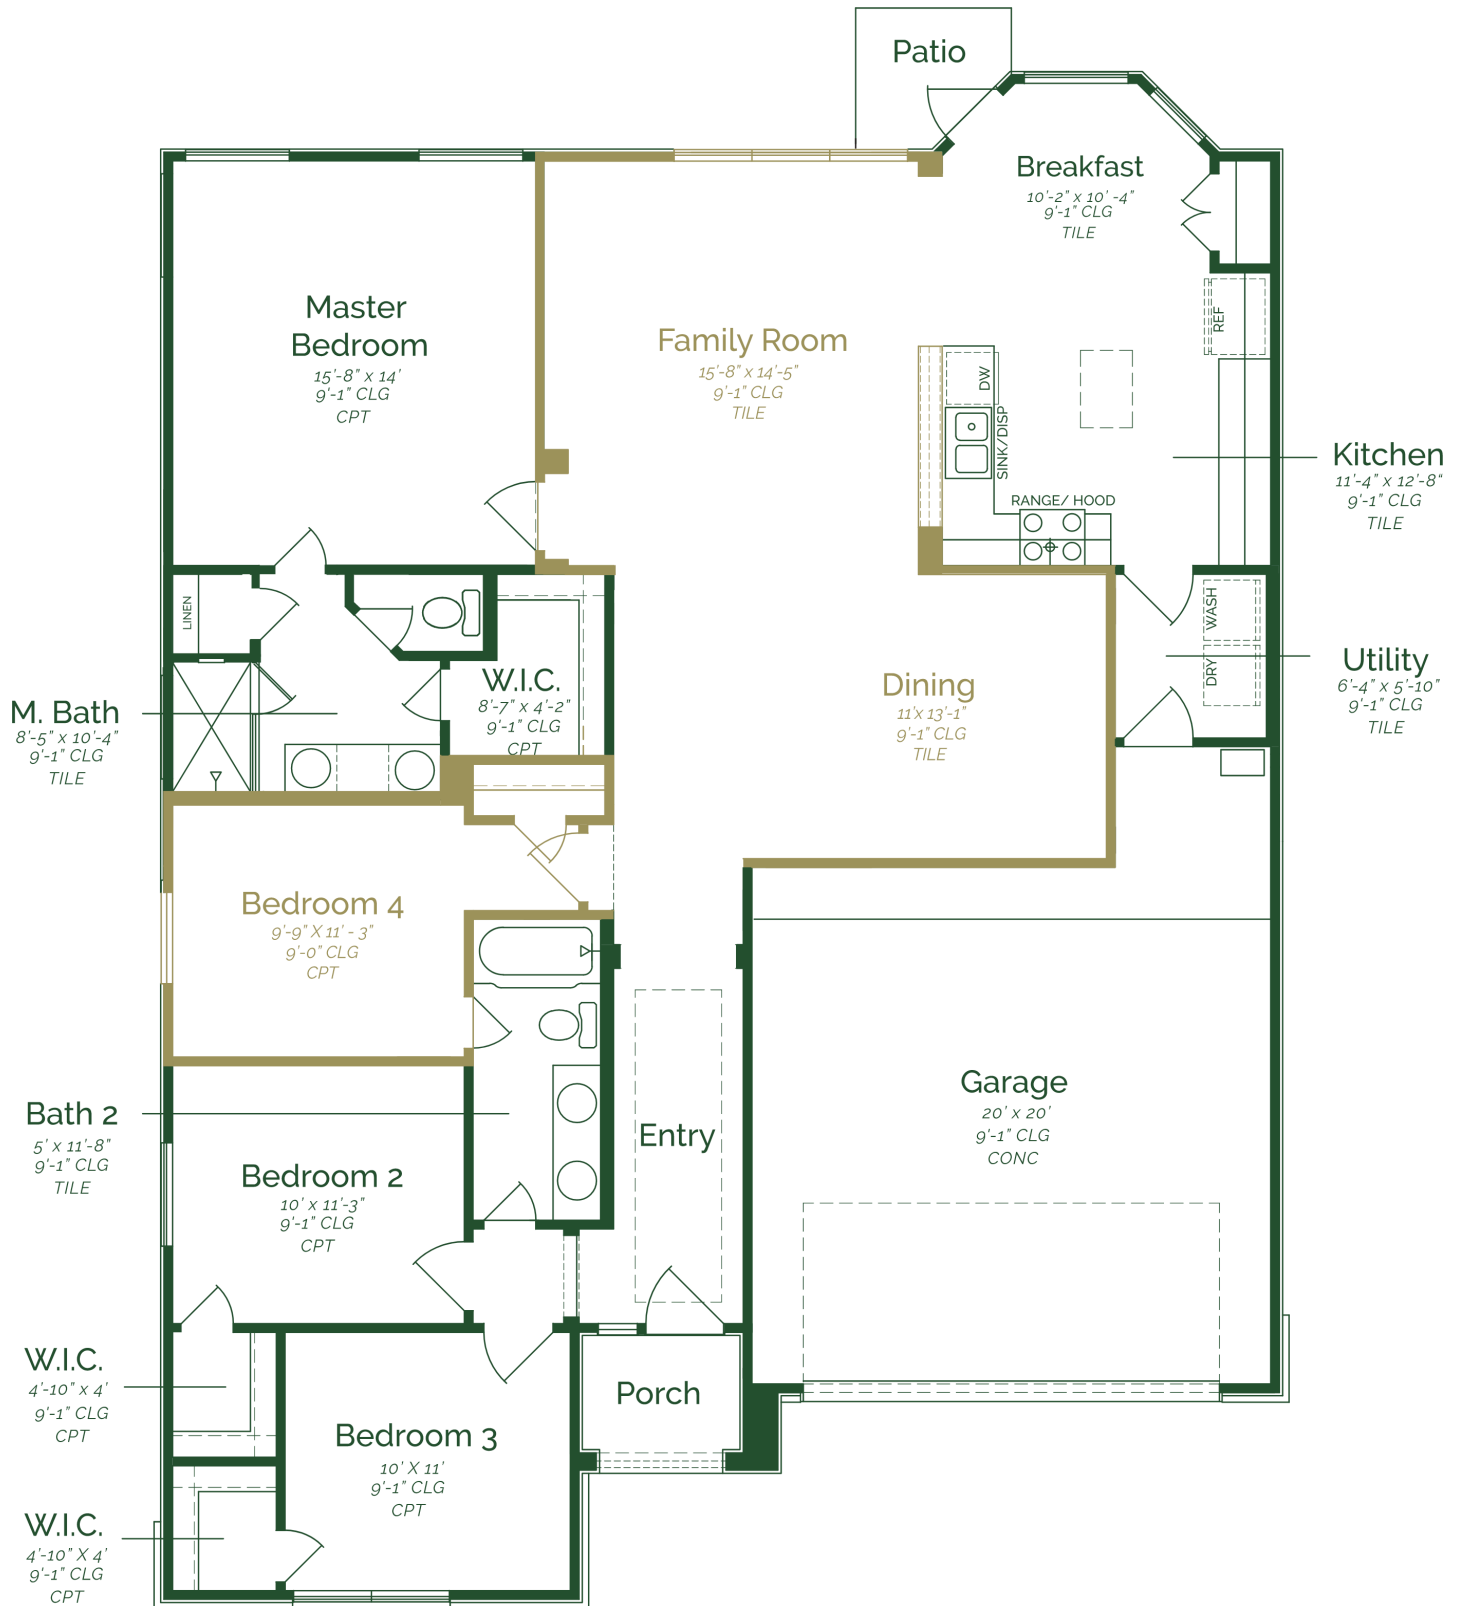 Patio
Breakfast
10'-2" x 10' -4"
9'-1" CLG
TILE
Master
Bedroom
15'-8" x 14'
9'-1" CLG
CPT
Family Room
15'-8" x 14'-5"
9'-1" CLG
TILE
REF
DW
SINK/DISP
RANGE/ HOOD
Kitchen
11'-4" x 12'-8"
9'-1" CLG
TILE
LINEN
WASH
DRY
Utility
6'-4" x 5'-10"
9'-1" CLG
TILE
W.I.C.
8'-7" x 4'-2"
9'-1" CLG
CPT
Dining
11'x 13'-1"
9'-1" CLG
TILE
M. Bath
8'-5" x 10'-4"
9'-1" CLG
TILE
Bedroom 4
9'-9" X 11' - 3"
9'-0" CLG
CPT
Garage
20' x 20'
9'-1" CLG
CONC
Bath 2
5' x 11'-8"
9'-1" CLG
TILE
Entry
Bedroom 2
10' x 11'-3"
9'-1" CLG
CPT
W.I.C.
4'-10" x 4'
9'-1" CLG
CPT
Porch
Bedroom 3
10' X 11'
9'-1" CLG
CPT
W.I.C.
4'-10" X 4'
9'-1" CLG
CPT